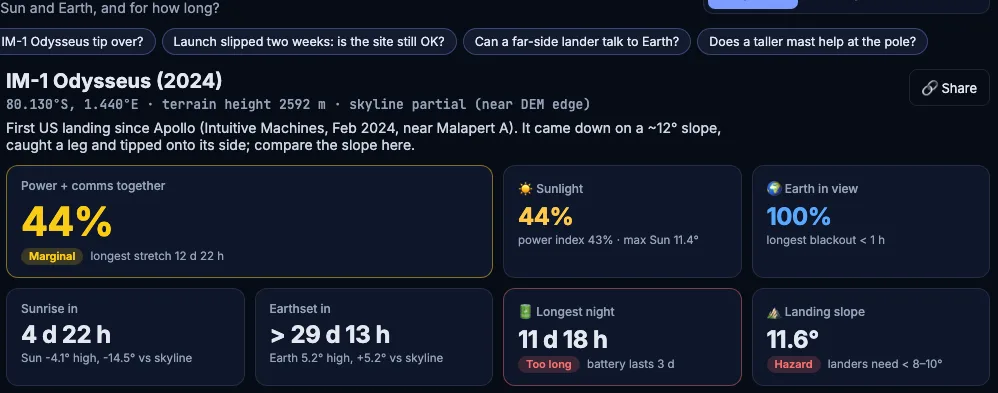 Sun and Earth, and for how long?
IM-1 Odysseus tip over?
Launch slipped two weeks: is the site still OK?
Can a far-side lander talk to Earth?
Does a taller mast help at the pole?
IM-1 Odysseus (2024)
Share
80.130°S, 1.440°E · terrain height 2592 m · skyline partial (near DEM edge)
First US landing since Apollo (Intuitive Machines, Feb 2024, near Malapert A). It came down on a ~12° slope,
caught a leg and tipped onto its side; compare the slope here.
Power + comms together
44%
Marginal longest stretch 12 d 22 h
Sunlight
44%
power index 43% · max Sun 11.4°
Earth in view
100%
longest blackout < 1 h
Sunrise in
4 d 22 h
Sun -4.1° high, -14.5° vs skyline
Earthset in
> 29 d 13 h
Earth 5.2° high, +5.2° vs skyline
Longest night
11 d 18 h
Too long battery lasts 3 d
Landing slope
11.6°
Hazard landers need < 8–10°